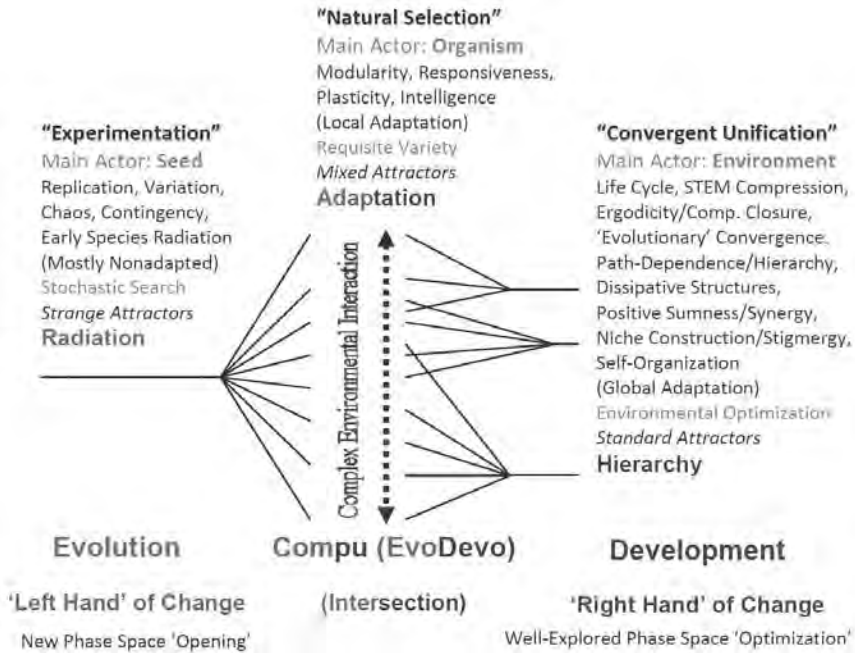 “Natural Selection”
Main Actor: Organism
Modularity, Responsiveness,
Plasticity, Intelligence
(Local Adaptation)
Requisite Variety
Mixed Attractors
Adaptation
“Experimentation”
Main Actor: Seed
Replication, Variation,
Chaos, Contingency,
Early Species Radiation
(Mostly Nonadapted)
Stochastic Search
Strange Attractors
Radiation
“Convergent Unification”
Main Actor: Environment
Life Cycle, STEM Compression,
Ergodicity/Comp. Closure,
‘Evolutionary’ Convergence.
Path-Dependence/Hierarchy,
Dissipative Structures,
Positive Sumness/Synergy,
Niche Construction/Stigmergy,
Self-Organization
(Global Adaptation)
Environmental Optimization
Standard Attractors
Hierarchy
Complex Environmental Interaction
Evolution
Compu (EvoDevo)
Development
‘Left Hand’ of Change
(Intersection)
‘Right Hand’ of Change
New Phase Space ‘Opening’
Well-Explored Phase Space ‘Optimization’